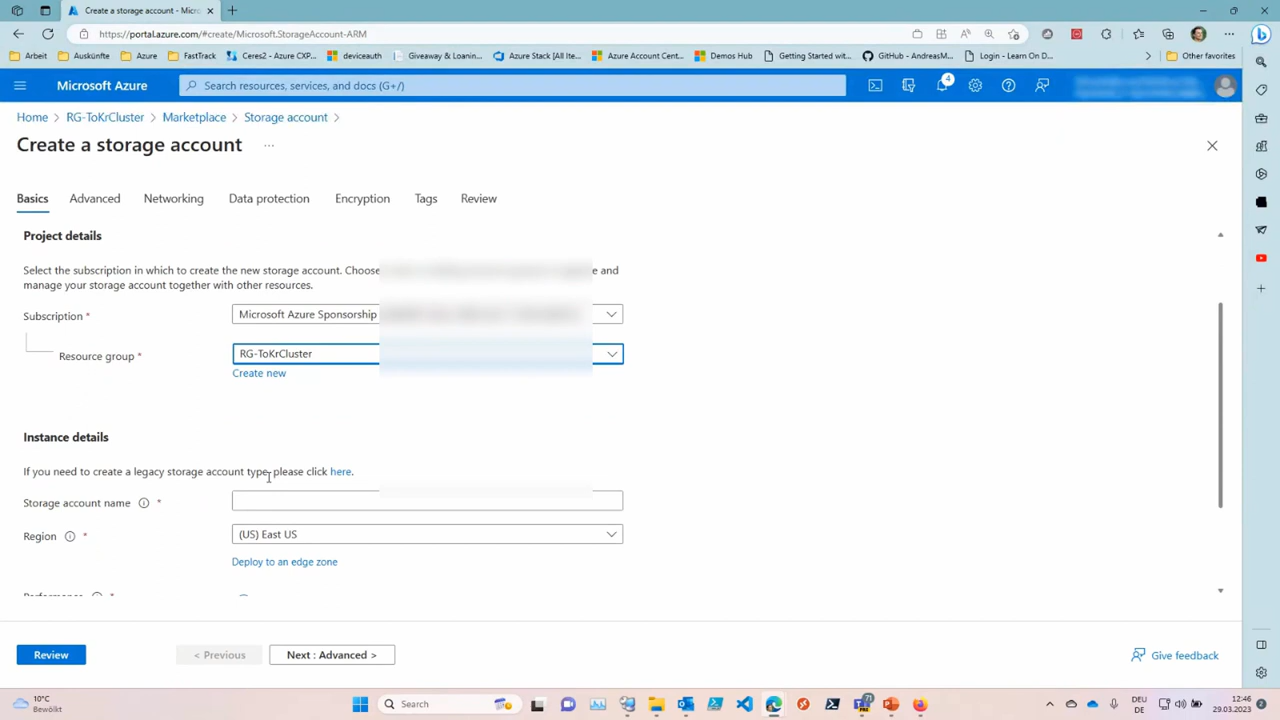 Create a storage account - Micro
https://portal.azure.com/#create/Microsoft.StorageAccount-ARM
Arbeit
Auskünfte
Azure
FastTrack
Ceres2 - Azure CXP...
deviceauth
Giveaway & Loanin...
Azure Stack [All Ite...
Azure Account Cent...
Demos Hub
Getting Started wit...
GitHub - AndreasM...
Login - Learn On D...
Other favorites
Microsoft Azure
Search resources, services, and docs (G+/)
4
Home > RG-ToKrCluster > Marketplace > Storage account >
Create a storage account ...
Basics
Advanced
Networking
Data protection
Encryption
Tags
Review
Project details
Select the subscription in which to create the new storage account. Choose
e and
manage your storage account together with other resources.
Subscription *
Microsoft Azure Sponsorship
Resource group *
RG-ToKrCluster
Create new
Instance details
If you need to create a legacy storage account type, please click here.
Storage account name *
Region *
(US) East US
Deploy to an edge zone
Performance *
Review
< Previous
Next : Advanced >
Give feedback
10°C
Bewölkt
Search
71
DEU
DE
12:46
29.03.2023